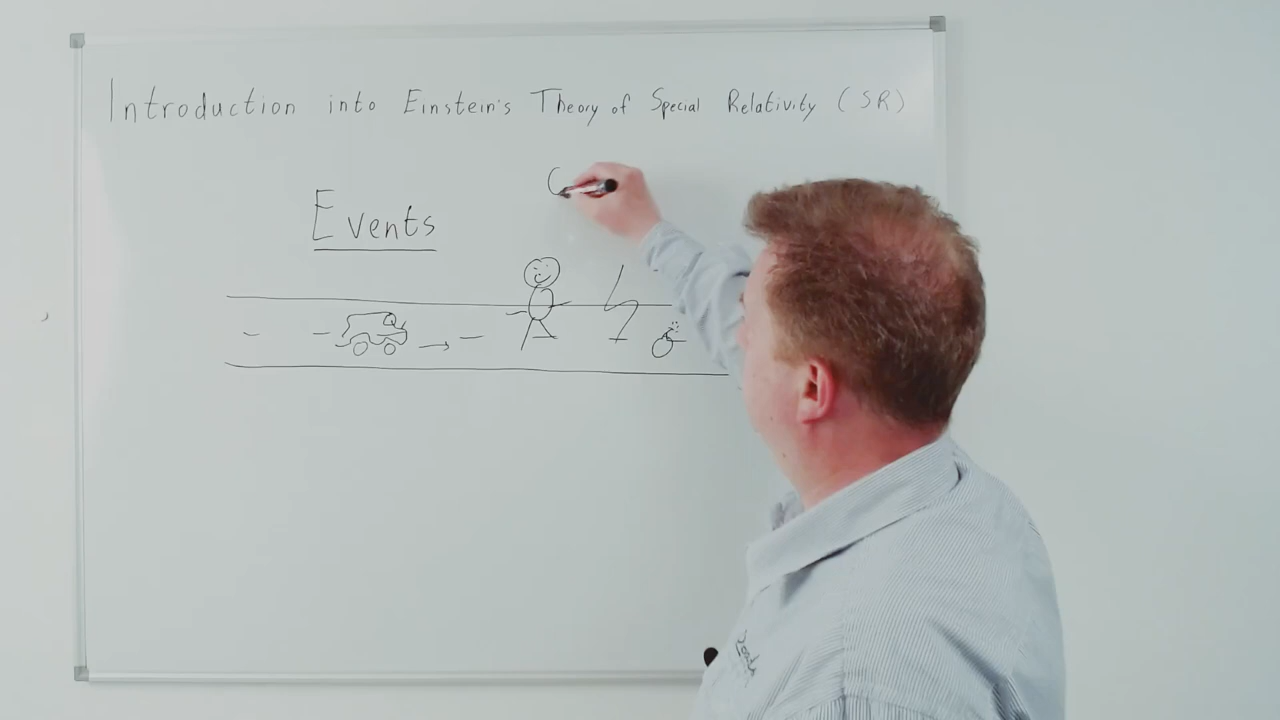 Introduction into Einstein's Theory of Special Relativity (SR)
Events